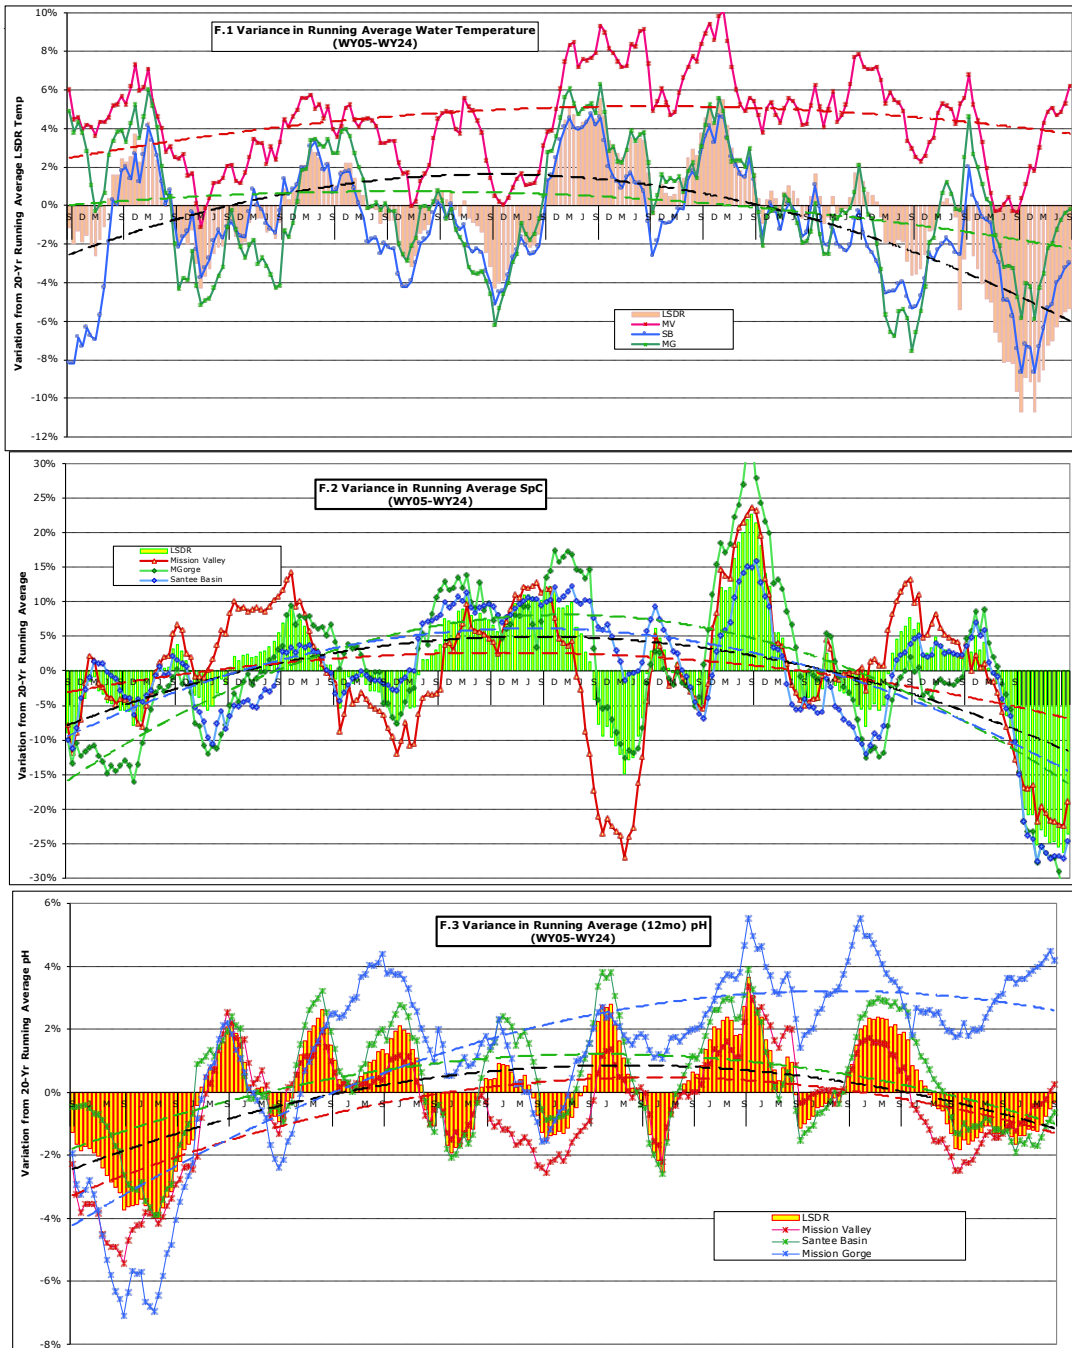 F.1 Variance in Running Average Water Temperature
(WY05-WY24)
Variation from 20-Yr Running Average LSDR Temp
10%
8%
6%
4%
2%
0%
-2%
-4%
-6%
-8%
-10%
-12%
LSDR
MV
SB
MG
F.2 Variance in Running Average SpC
(WY05-WY24)
Variation from 20-Yr Running Average
30%
25%
20%
15%
10%
5%
0%
-5%
-10%
-15%
-20%
-25%
-30%
LSDR
Mission Valley
MGorge
Santee Basin
F.3 Variance in Running Average (12mo) pH
(WY05-WY24)
Variation from 20-Yr Running Average pH
6%
4%
2%
0%
-2%
-4%
-6%
-8%
LSDR
Mission Valley
Santee Basin
Mission Gorge